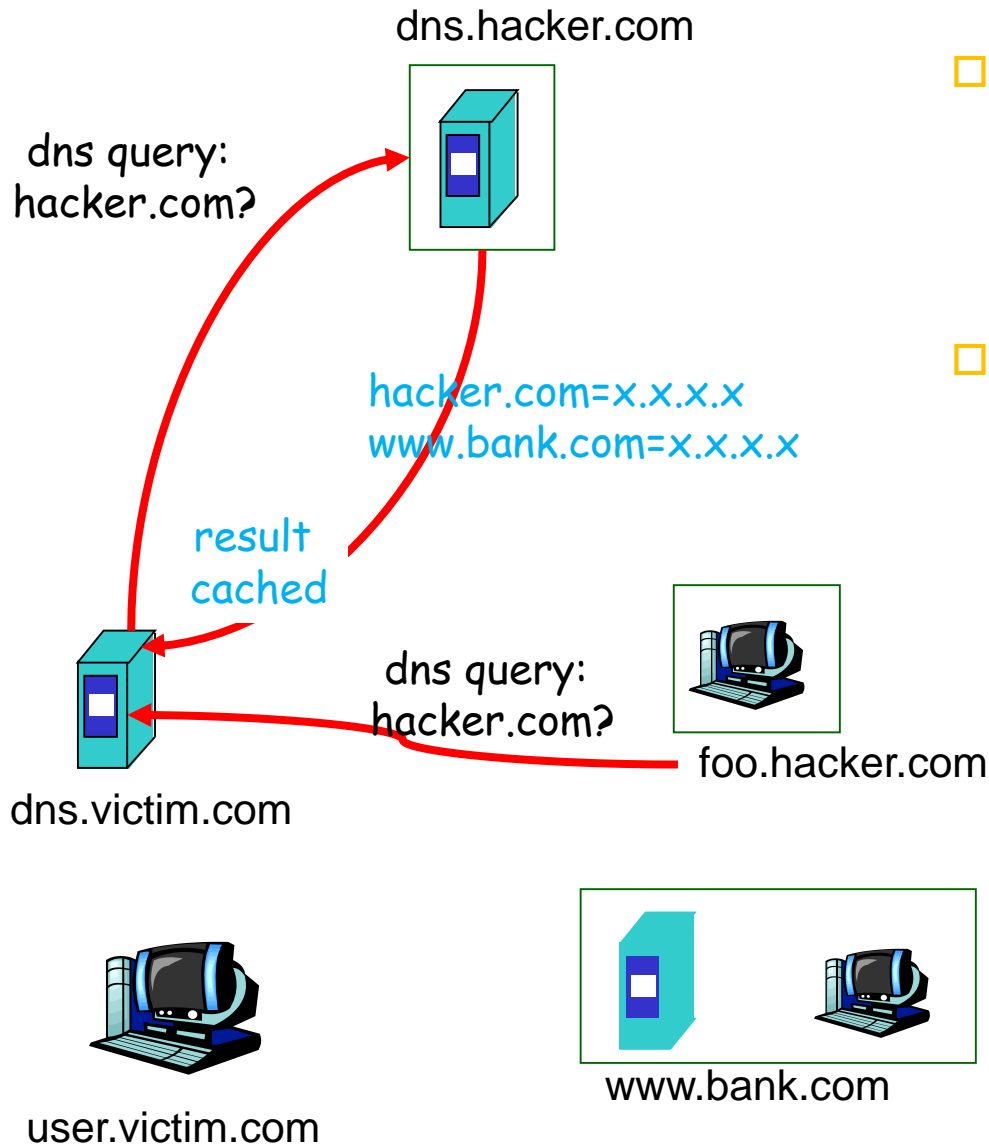 dns.hacker.com
dns query:
hacker.com?
hacker.com=x.x.x.x
www.bank.com=x.x.x.x
result
cached
dns query:
hacker.com?
foo.hacker.com
dns.victim.com
www.bank.com
user.victim.com